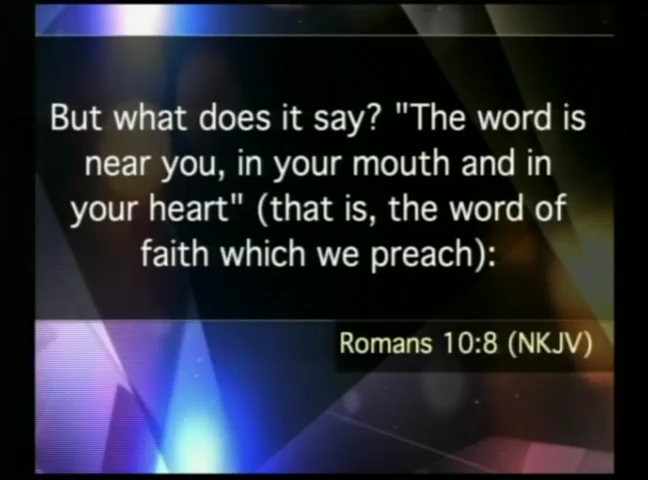 But what does it say? "The word is
near you, in your mouth and in
your heart" (that is, the word of
faith which we preach):
Romans 10:8 (NKJV)